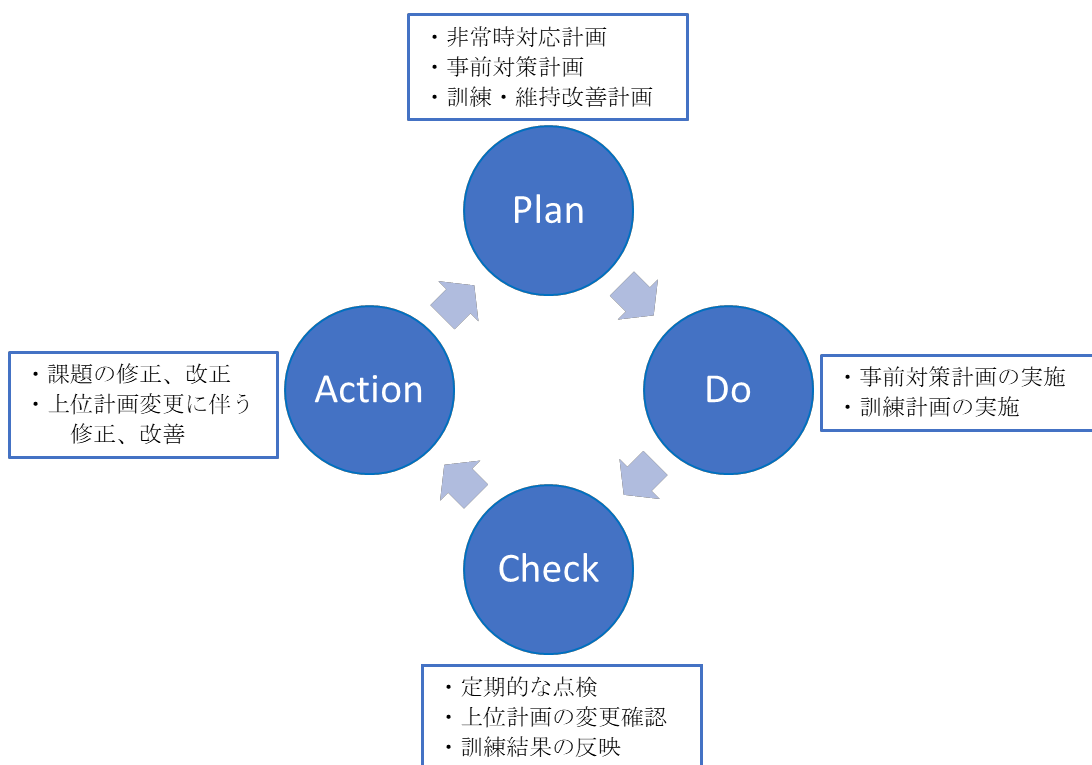 ・非常時対応計画
・事前対策計画
・訓練・維持改善計画
Plan
Action
Do
・課題の修正、改正
・上位計画変更に伴う
修正、改善
・事前対策計画の実施
・訓練計画の実施
Check
・定期的な点検
・上位計画の変更確認
・訓練結果の反映